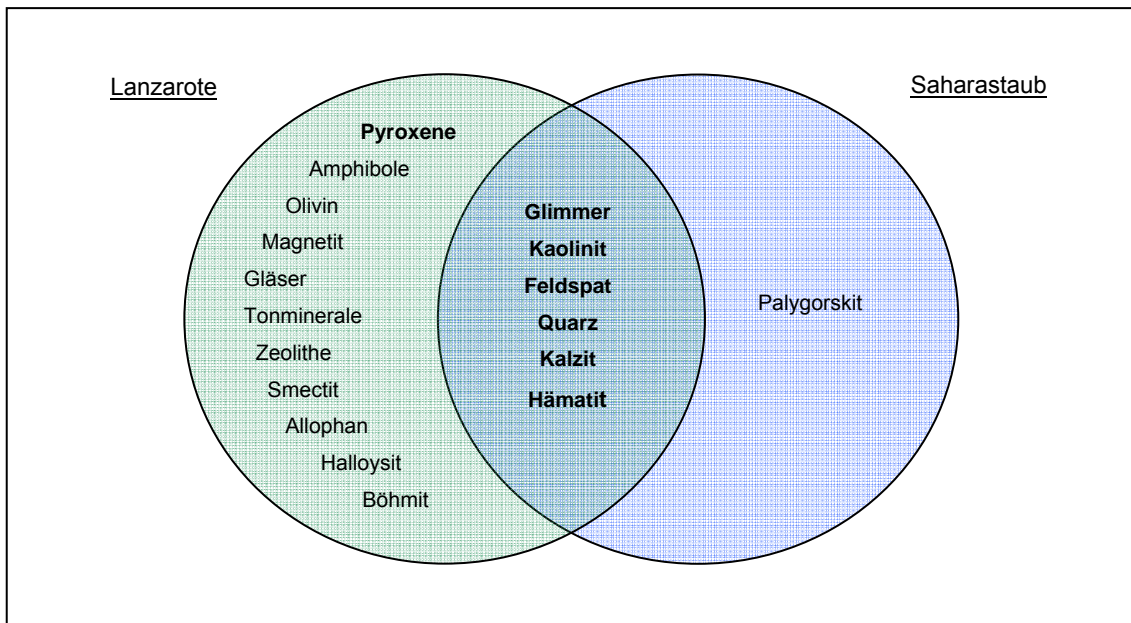 Lanzarote
Saharastaub
Pyroxene
Amphibole
Olivin
Magnetit
Gläser
Tonminerale
Zeolithe
Smectit
Allophan
Halloysit
Böhmit
Glimmer
Kaolinit
Feldspat
Quarz
Kalzit
Hämatit
Palygorskit